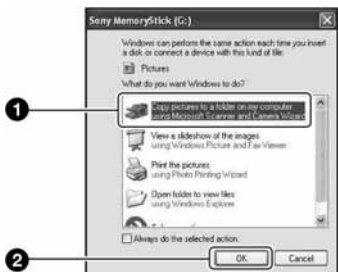 Sony MemoryStick (G:)
Windows can perform the same action each time you insert
a disk or connect a device with this kind of file:
Pictures
What do you want Windows to do?
1
Copy pictures to a folder on my computer
using Microsoft Scanner and Camera Wizard
View a slideshow of the images
using Windows Picture and Fax Viewer
Print the pictures
using Photo Printing Wizard
Open folder to view files
using Windows Explorer
Always do the selected action.
2
OK
Cancel